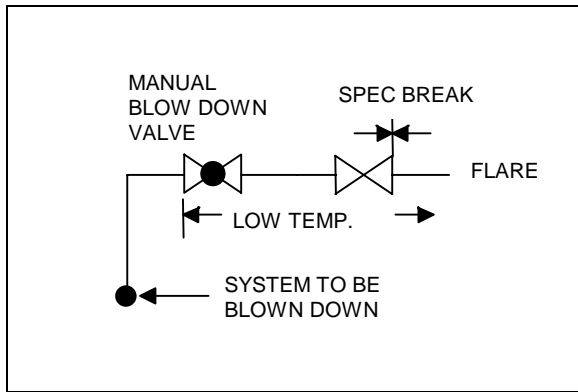 MANUAL
BLOW DOWN
VALVE
SPEC BREAK
FLARE
LOW TEMP.
SYSTEM TO BE
BLOWN DOWN